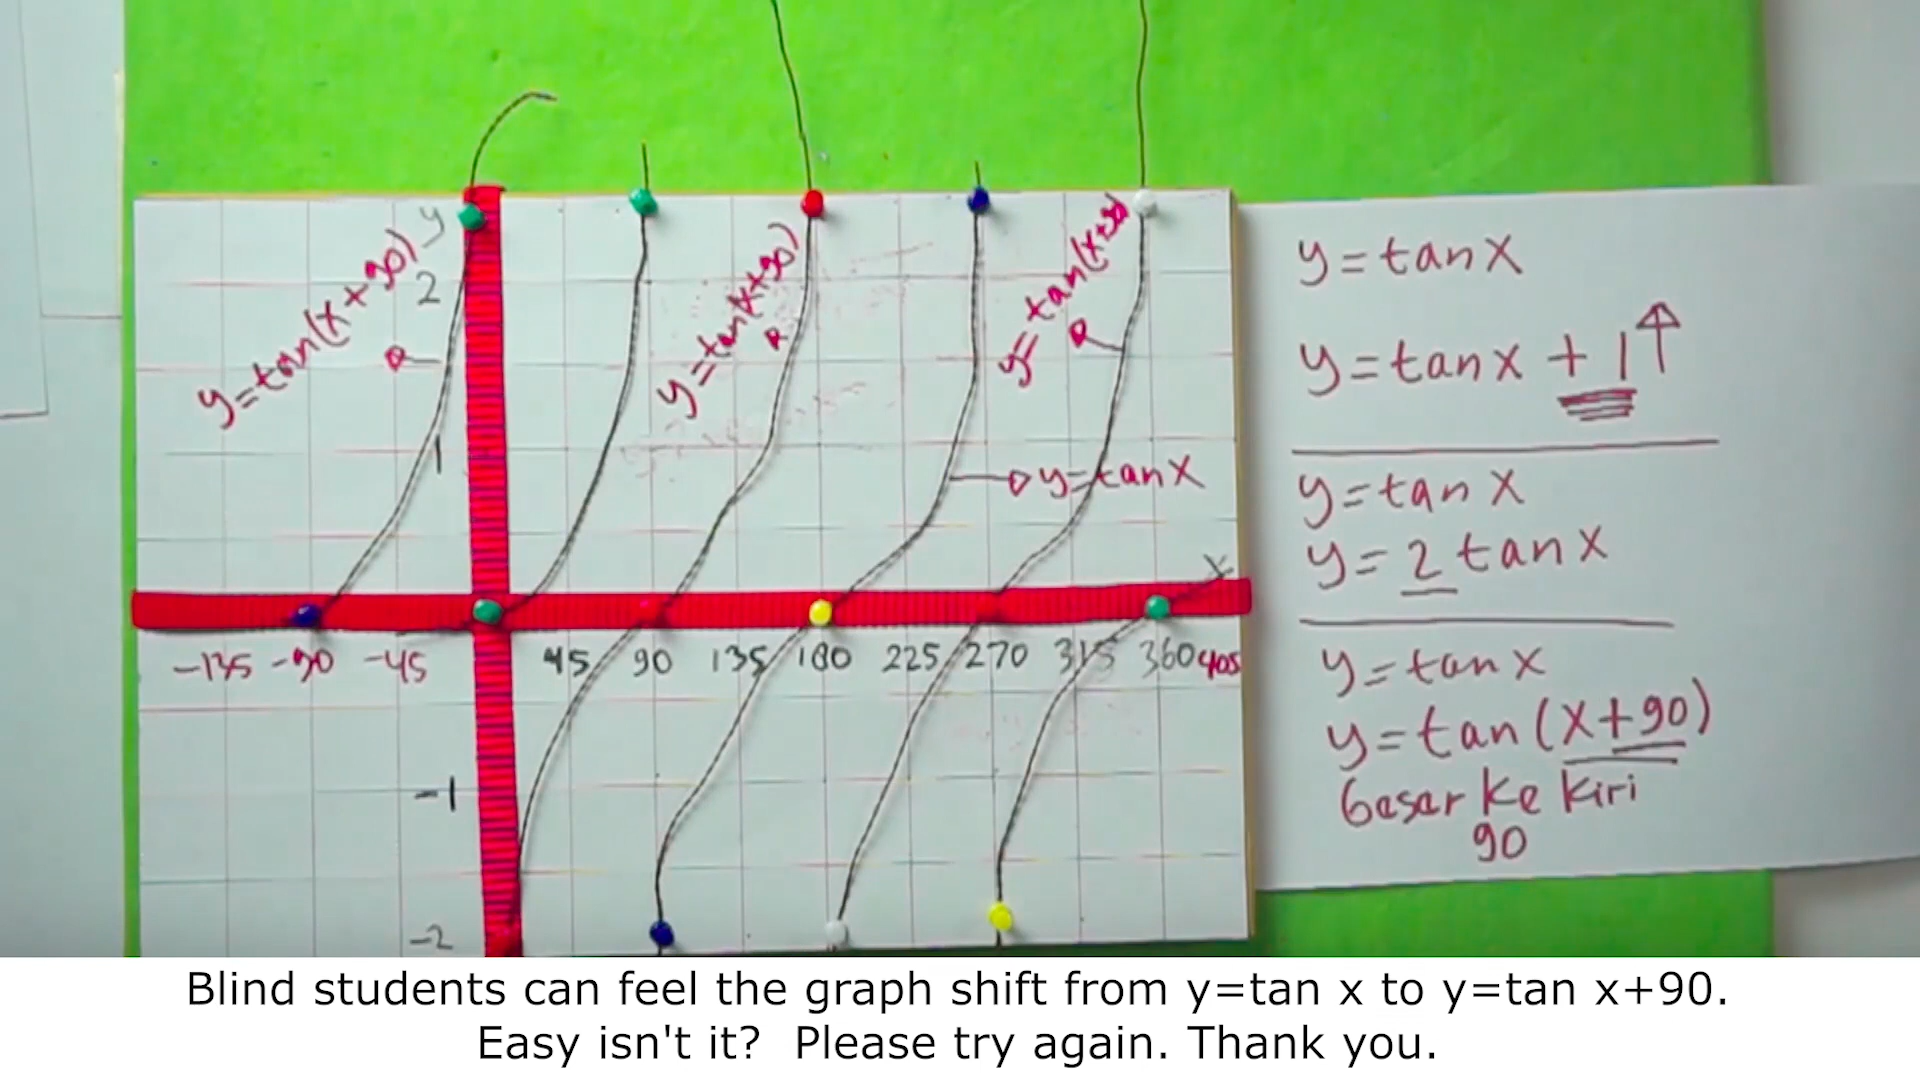 y
2
1
-1
-2
y=tan(x+90)
y=tan(x+90)
y=tan(x+90)
y=tanx
x
-135 -90 -45 45 90 135 180 225 270 315 360 405
y=tanx
y=tanx +1
y=tanx
y=2tanx
y=tanx
y=tan(x+90)
Gesar ke kiri
90
Blind students can feel the graph shift from y=tan x to y=tan x+90.
Easy isn't it? Please try again. Thank you.